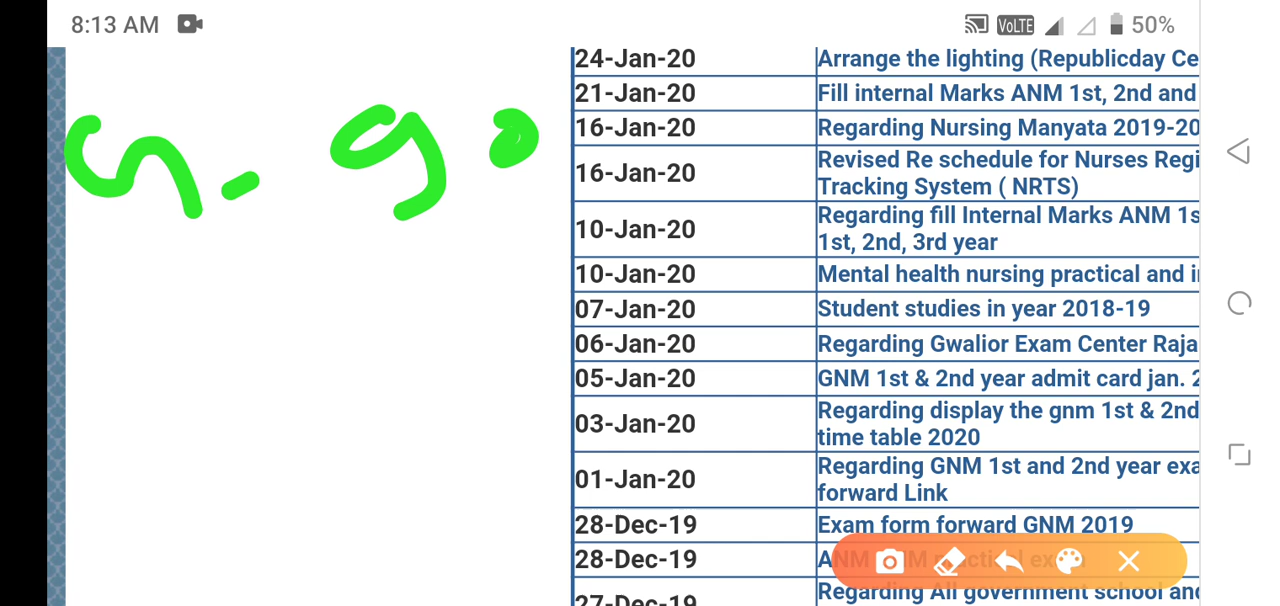 8:13 AM VoLTE 50%
24-Jan-20 Arrange the lighting (Republicday Ce
21-Jan-20 Fill internal Marks ANM 1st, 2nd and
16-Jan-20 Regarding Nursing Manyata 2019-20
16-Jan-20 Revised Re schedule for Nurses Regi
Tracking System ( NRTS)
10-Jan-20 Regarding fill Internal Marks ANM 1s
1st, 2nd, 3rd year
10-Jan-20 Mental health nursing practical and i
07-Jan-20 Student studies in year 2018-19
06-Jan-20 Regarding Gwalior Exam Center Raja
05-Jan-20 GNM 1st & 2nd year admit card jan. 2
03-Jan-20 Regarding display the gnm 1st & 2nd
time table 2020
01-Jan-20 Regarding GNM 1st and 2nd year exa
forward Link
28-Dec-19 Exam form forward GNM 2019
28-Dec-19
27-Dec-19 Regarding All government school and